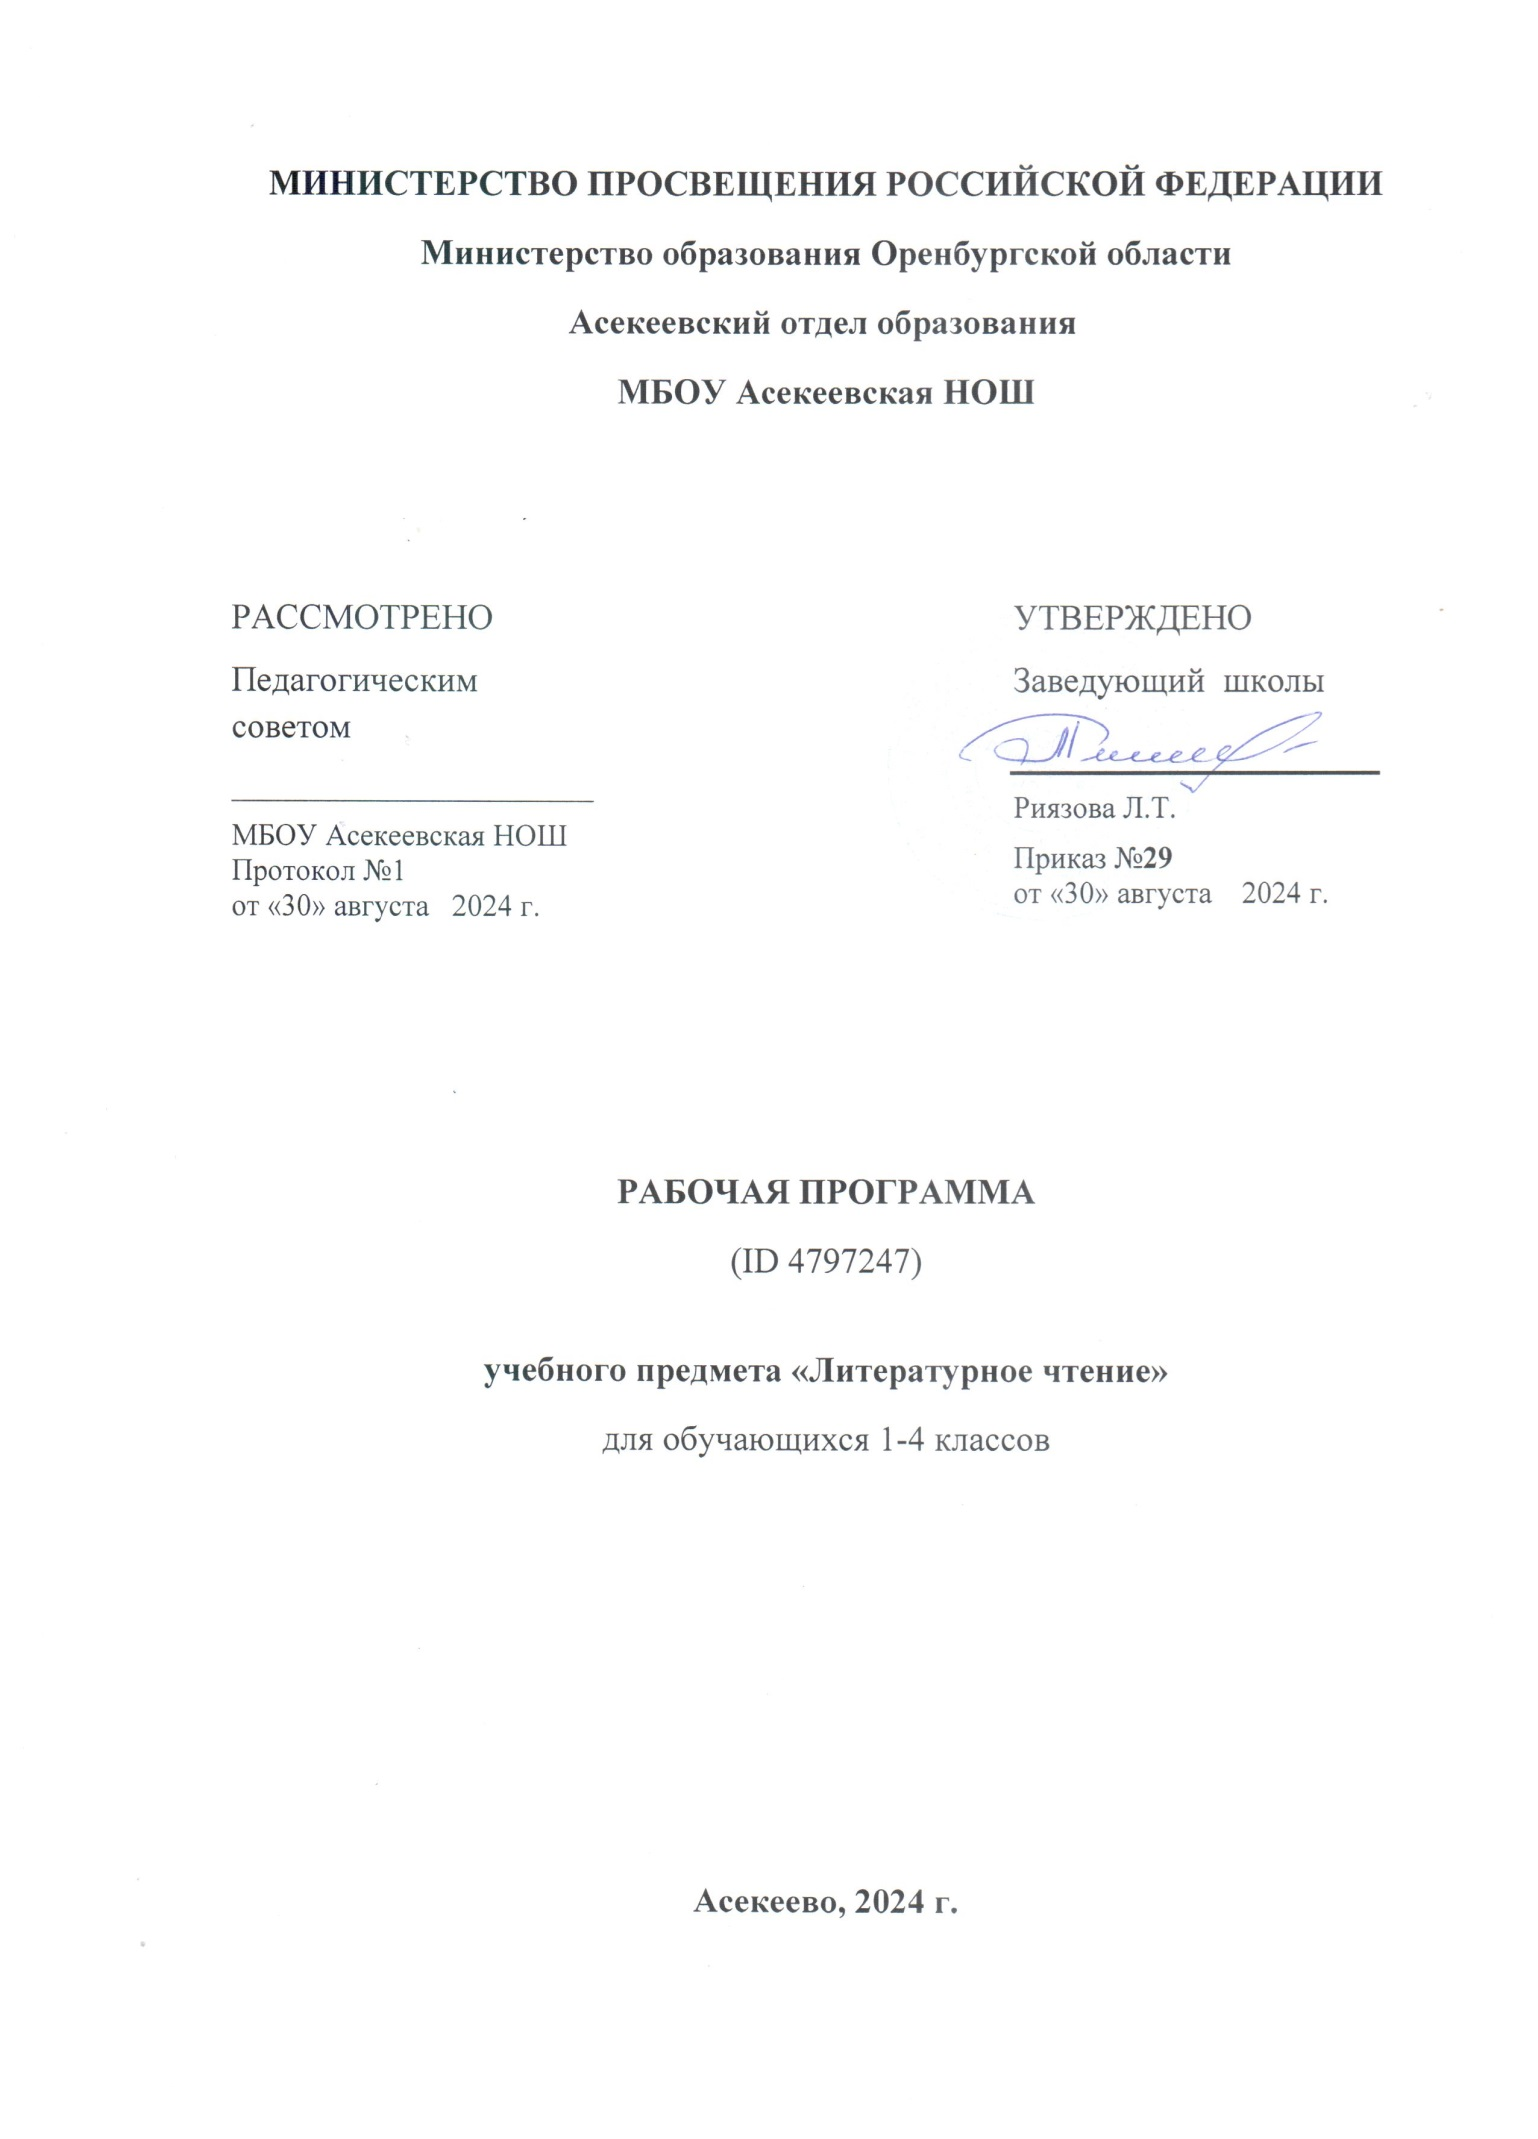 МИНИСТЕРСТВО ПРОСВЕЩЕНИЯ РОССИЙСКОЙ ФЕДЕРАЦИИ
Министерство образования Оренбургской области
Асекеевский отдел образования
МБОУ Асекеевская НОШ
РАССМОТРЕНО
Педагогическим
советом
МБОУ Асекеевская НОШ
Протокол №1
от «30» августа 2024 г.
УТВЕРЖДЕНО
Заведующий школы
Риязова Л.Т.
Приказ №29
от «30» августа 2024 г.
РАБОЧАЯ ПРОГРАММА
(ID 4797247)
учебного предмета «Литературное чтение»
для обучающихся 1-4 классов
Асекеево, 2024 г.